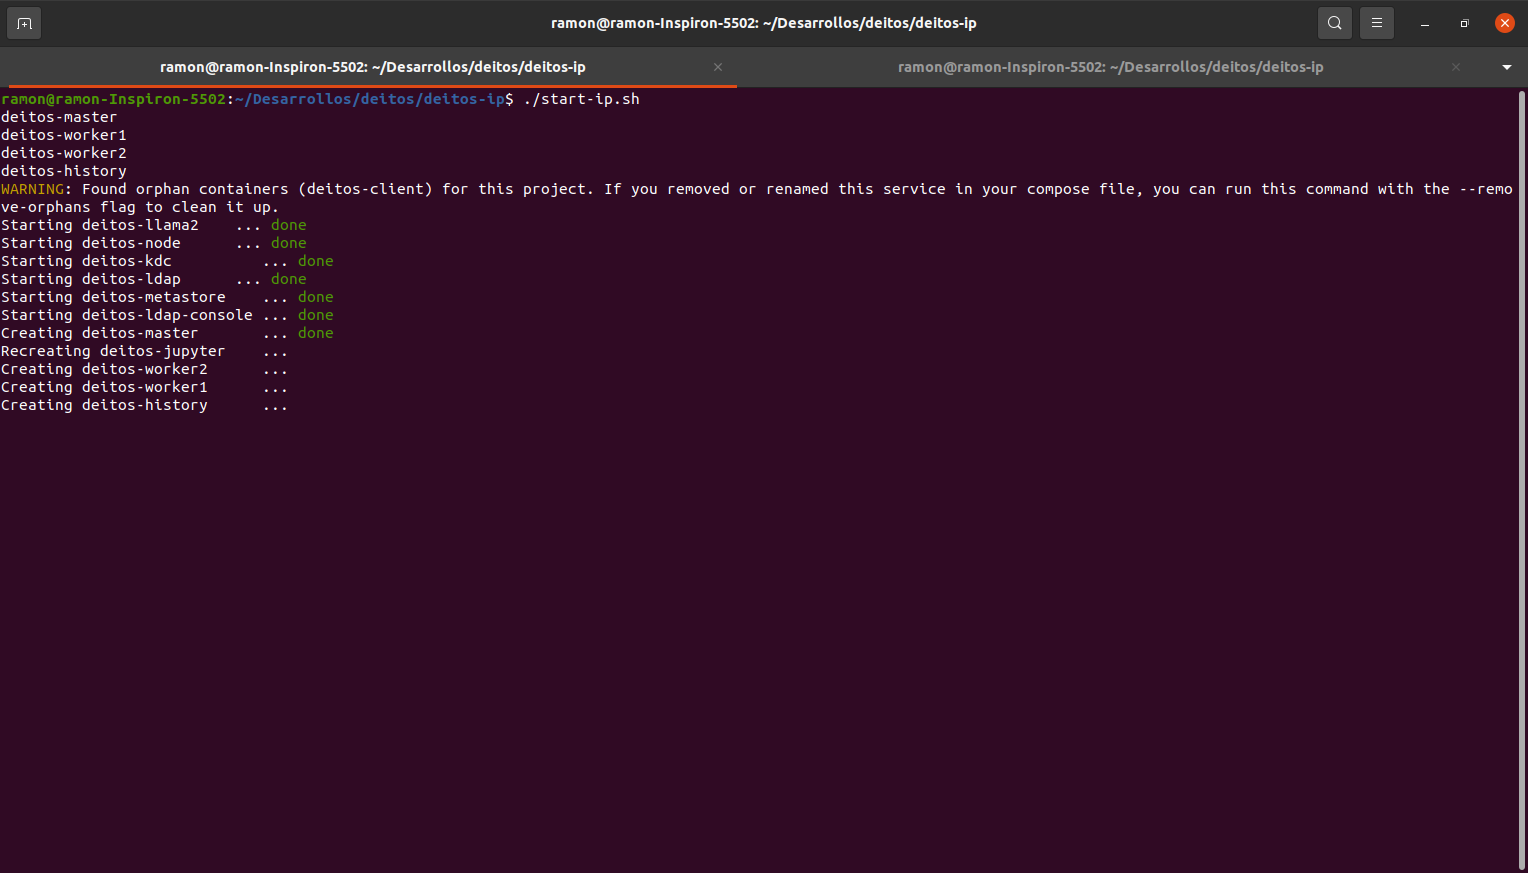 ramon@ramon-Inspiron-5502: ~/Desarrollos/deitos/deitos-ip
ramon@ramon-Inspiron-5502: ~/Desarrollos/deitos/deitos-ip
ramon@ramon-Inspiron-5502: ~/Desarrollos/deitos/deitos-ip
ramon@ramon-Inspiron-5502:~/Desarrollos/deitos/deitos-ip$ ./start-ip.sh
deitos-master
deitos-worker1
deitos-worker2
deitos-history
WARNING: Found orphan containers (deitos-client) for this project. If you removed or renamed this service in your compose file, you can run this command with the --remo
ve-orphans flag to clean it up.
Starting deitos-llama2    ... done
Starting deitos-node      ... done
Starting deitos-kdc          ... done
Starting deitos-ldap      ... done
Starting deitos-metastore    ... done
Starting deitos-ldap-console ... done
Creating deitos-master       ... done
Recreating deitos-jupyter    ...
Creating deitos-worker2      ...
Creating deitos-worker1      ...
Creating deitos-history      ...